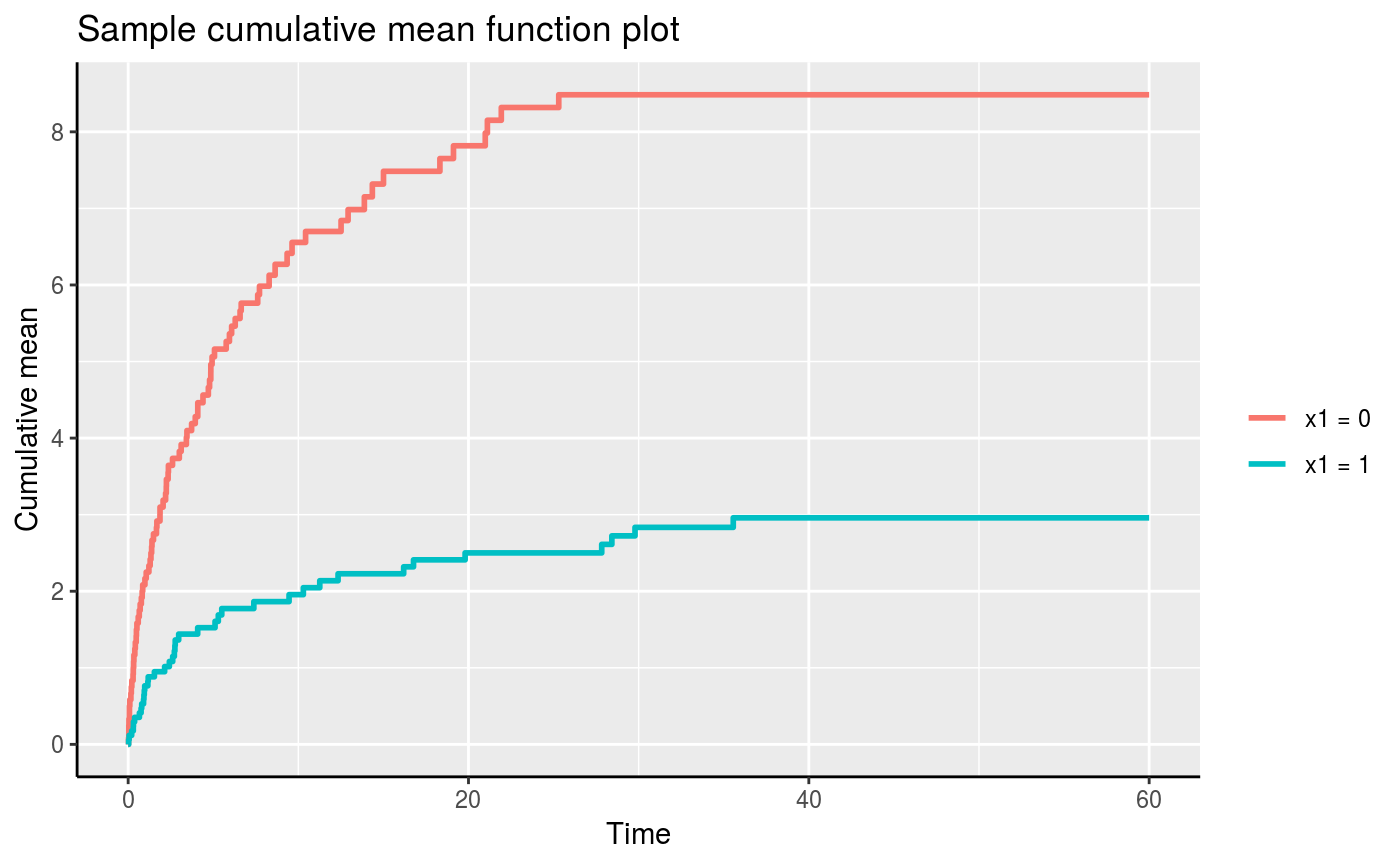 Sample cumulative mean function plot
Cumulative mean
8
6
4
2
0
0 20 40 60
Time
x1 = 0
x1 = 1